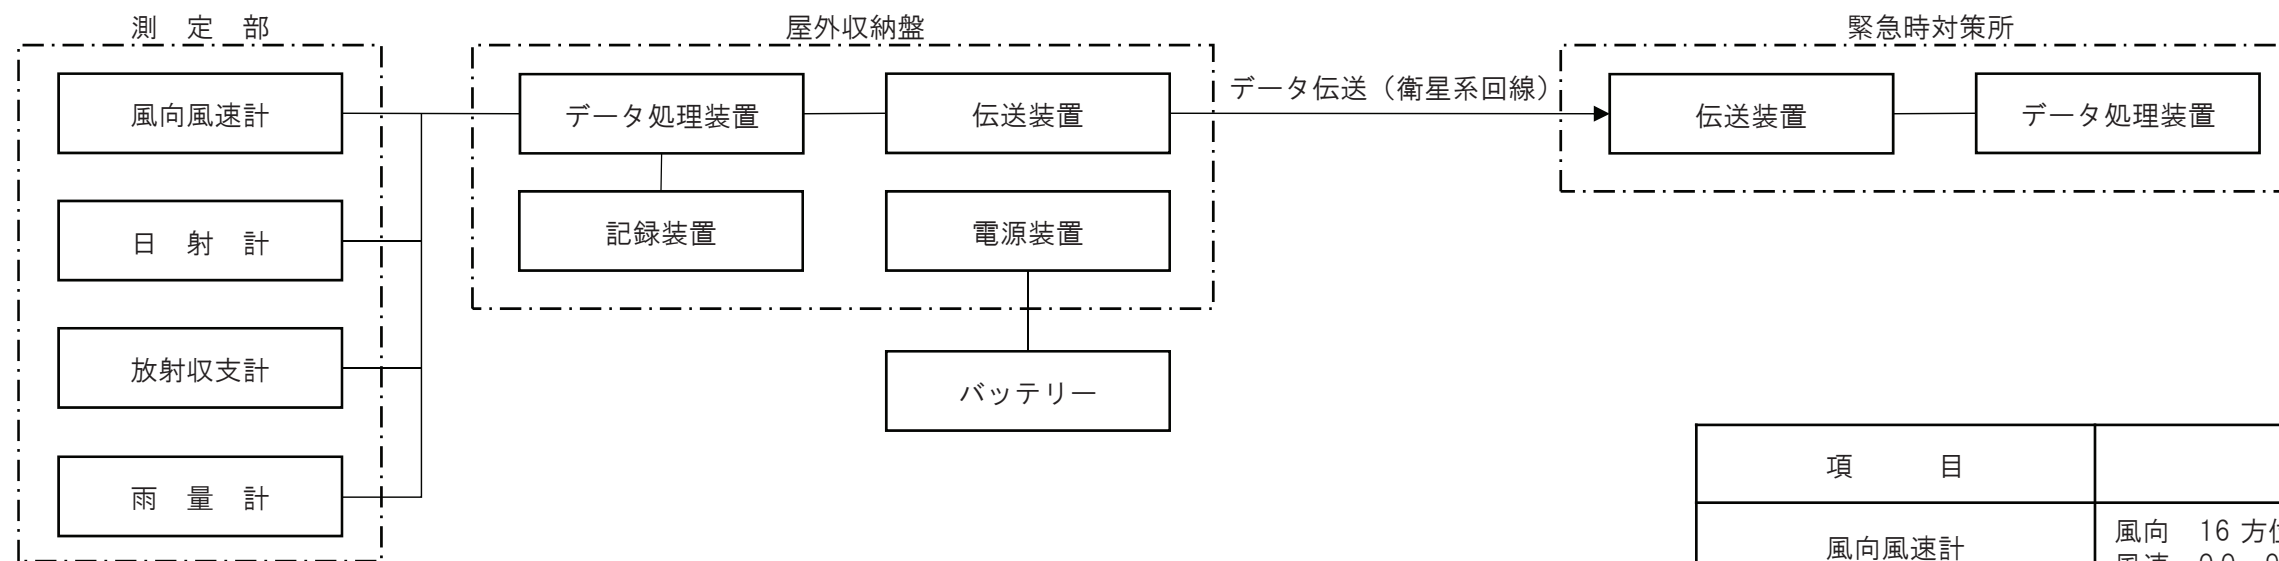 測　定　部
屋外収納盤
緊急時対策所
風向風速計
データ処理装置
伝送装置
データ伝送（衛星系回線）
伝送装置
データ処理装置
日　射　計
記録装置
電源装置
放射収支計
バッテリー
雨　量　計
項　　　目
風向風速計
風向　16 方